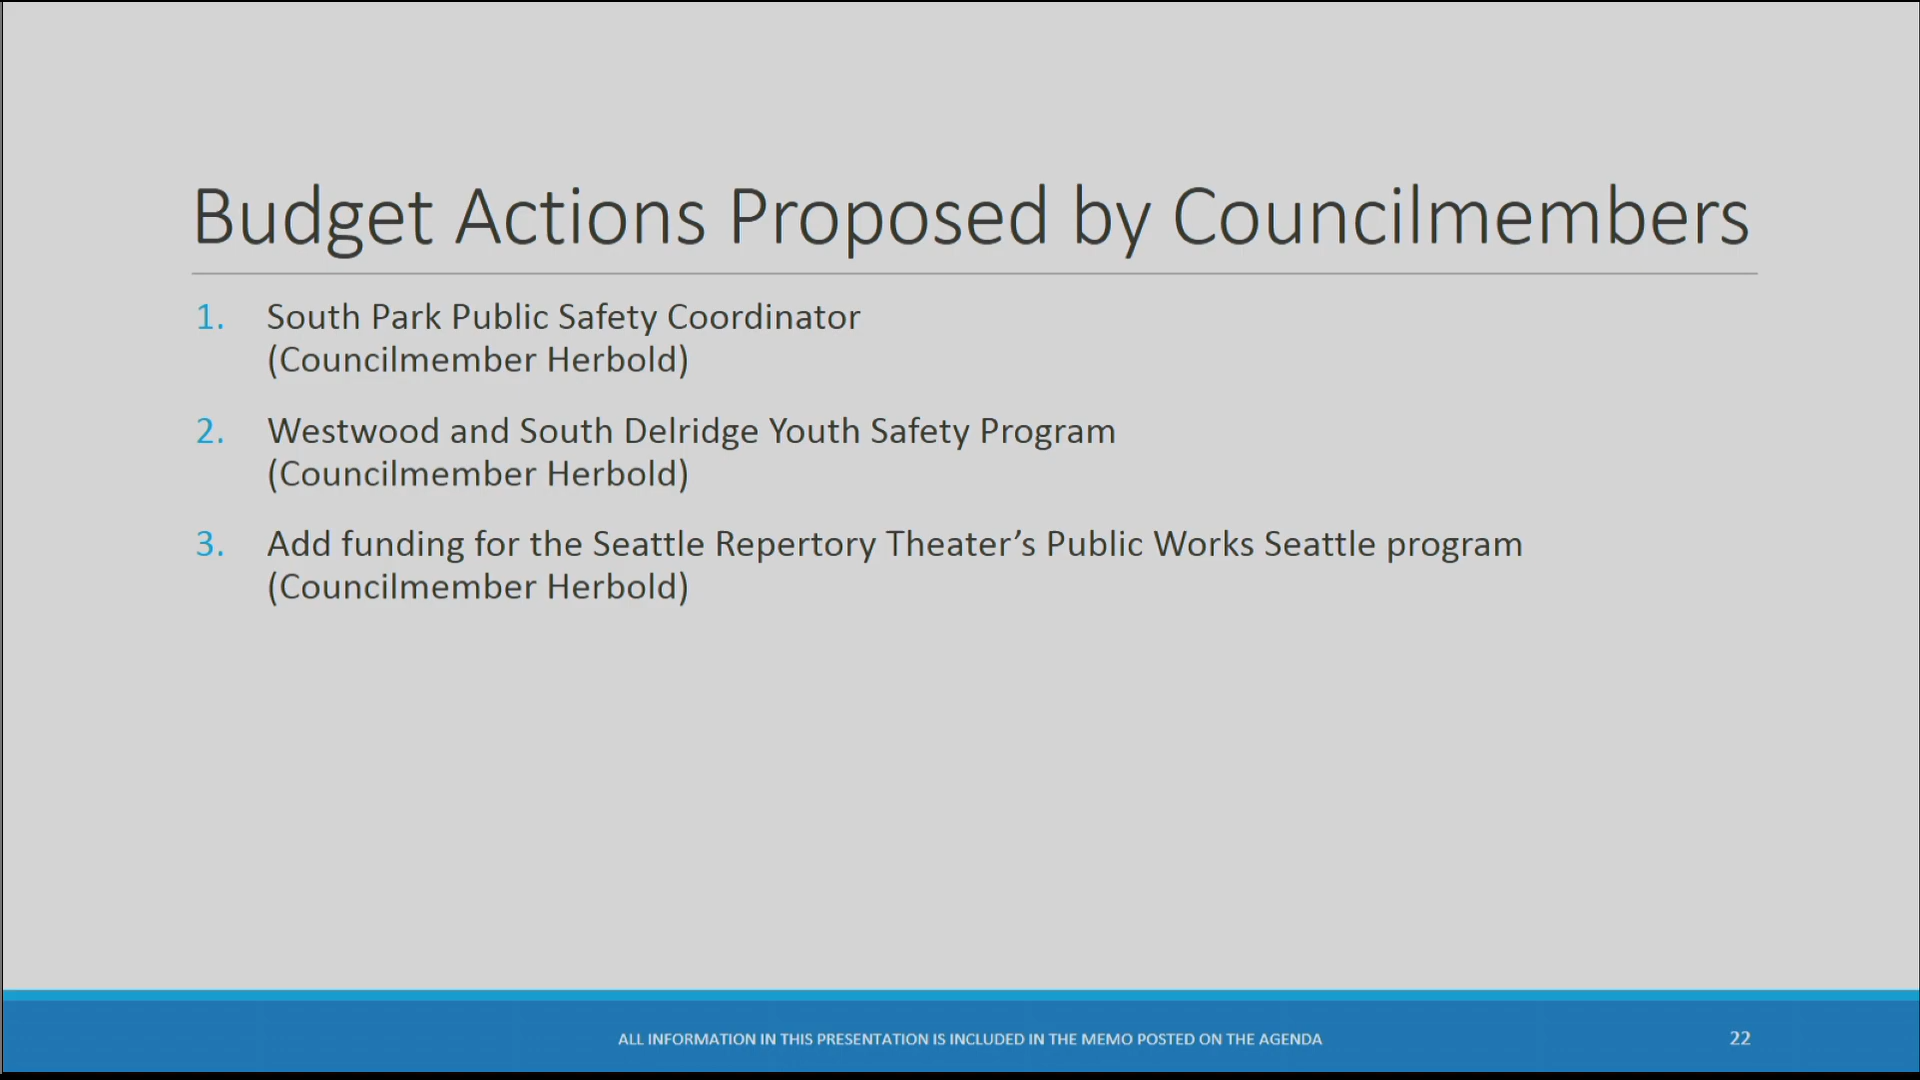 Budget Actions Proposed by Councilmembers
1. South Park Public Safety Coordinator
(Councilmember Herbold)
2. Westwood and South Delridge Youth Safety Program
(Councilmember Herbold)
3. Add funding for the Seattle Repertory Theater’s Public Works Seattle program
(Councilmember Herbold)
ALL INFORMATION IN THIS PRESENTATION IS INCLUDED IN THE MEMO POSTED ON THE AGENDA
22